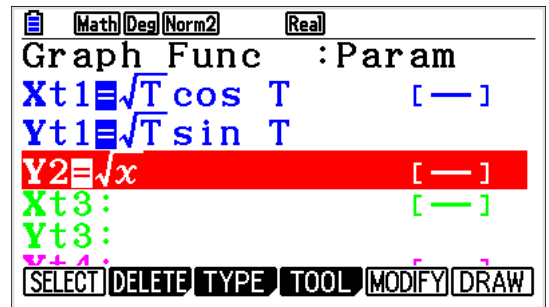 Math Deg Norm2 Real
Graph Func :Param
Xt1=√T cos T [—]
Yt1=√T sin T
Y2=√x [—]
Xt3: [—]
Yt3:
Xt4: [—]
SELECT DELETE TYPE TOOL MODIFY DRAW